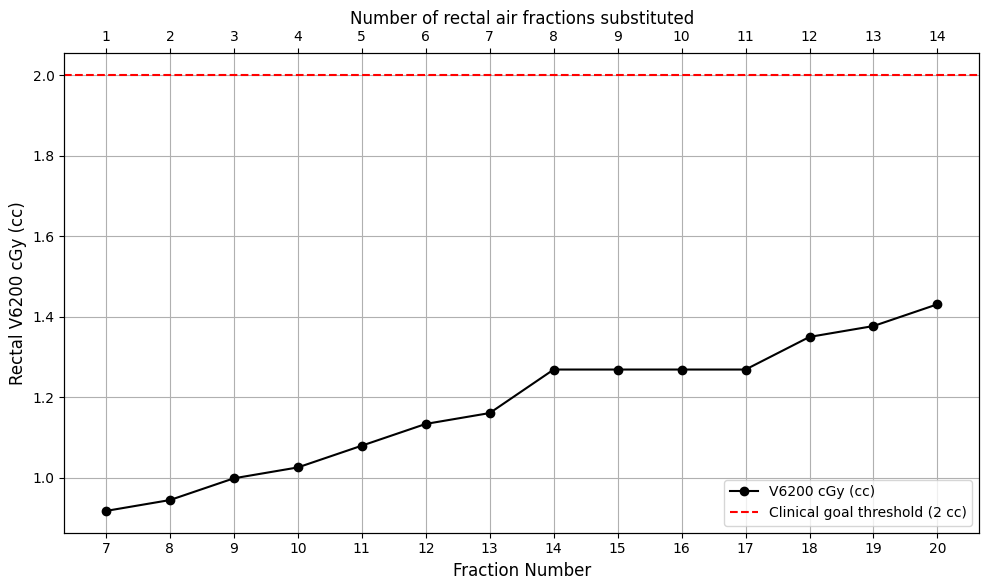 Number of rectal air fractions substituted
1 2 3 4 5 6 7 8 9 10 11 12 13 14
Rectal V6200 cGy (cc)
2.0
1.8
1.6
1.4
1.2
1.0
V6200 cGy (cc)
Clinical goal threshold (2 cc)
7 8 9 10 11 12 13 14 15 16 17 18 19 20
Fraction Number